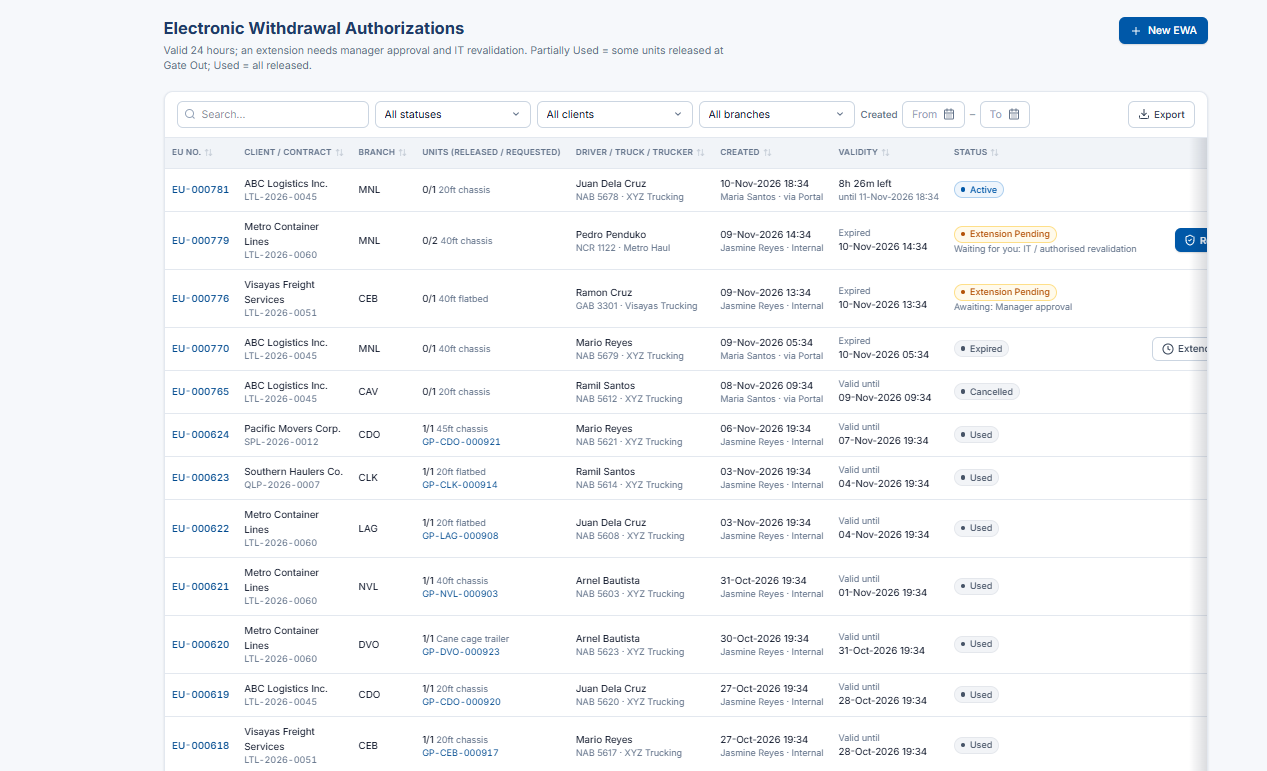 Electronic Withdrawal Authorizations
Valid 24 hours; an extension needs manager approval and IT revalidation. Partially Used = some units released at
Gate Out; Used = all released.
+ New EWA
Search... All statuses All clients All branches Created From – To Export
EU NO. CLIENT / CONTRACT BRANCH UNITS (RELEASED / REQUESTED) DRIVER / TRUCK / TRUCKER CREATED VALIDITY STATUS
EU-000781 ABC Logistics Inc. MNL 0/1 20ft chassis Juan Dela Cruz 10-Nov-2026 18:34 8h 26m left Active
LTL-2026-0045 NAB 5678 · XYZ Trucking Maria Santos · via Portal until 11-Nov-2026 18:34
EU-000779 Metro Container MNL 0/2 40ft chassis Pedro Penduko 09-Nov-2026 14:34 Expired Extension Pending
Lines NCR 1122 · Metro Haul Jasmine Reyes · Internal 10-Nov-2026 14:34 Waiting for you: IT / authorised revalidation
LTL-2026-0060
EU-000776 Visayas Freight CEB 0/1 40ft flatbed Ramon Cruz 09-Nov-2026 13:34 Expired Extension Pending
Services GAB 3301 · Visayas Trucking Jasmine Reyes · Internal 10-Nov-2026 13:34 Awaiting: Manager approval
LTL-2026-0051
EU-000770 ABC Logistics Inc. MNL 0/1 40ft chassis Mario Reyes 09-Nov-2026 05:34 Expired Expired
LTL-2026-0045 NAB 5679 · XYZ Trucking Maria Santos · via Portal 10-Nov-2026 05:34
EU-000765 ABC Logistics Inc. CAV 0/1 20ft chassis Ramil Santos 08-Nov-2026 09:34 Valid until Cancelled
LTL-2026-0045 NAB 5612 · XYZ Trucking Maria Santos · via Portal 09-Nov-2026 09:34
EU-000624 Pacific Movers Corp. CDO 1/1 45ft chassis Mario Reyes 06-Nov-2026 19:34 Valid until Used
SPL-2026-0012 GP-CDO-000921 NAB 5621 · XYZ Trucking Jasmine Reyes · Internal 07-Nov-2026 19:34
EU-000623 Southern Haulers Co. CLK 1/1 20ft flatbed Ramil Santos 03-Nov-2026 19:34 Valid until Used
QLP-2026-0007 GP-CLK-000914 NAB 5614 · XYZ Trucking Jasmine Reyes · Internal 04-Nov-2026 19:34
EU-000622 Metro Container LAG 1/1 20ft flatbed Juan Dela Cruz 03-Nov-2026 19:34 Valid until Used
Lines GP-LAG-000908 NAB 5608 · XYZ Trucking Jasmine Reyes · Internal 04-Nov-2026 19:34
LTL-2026-0060
EU-000621 Metro Container NVL 1/1 40ft chassis Arnel Bautista 31-Oct-2026 19:34 Valid until Used
Lines GP-NVL-000903 NAB 5603 · XYZ Trucking Jasmine Reyes · Internal 01-Nov-2026 19:34
LTL-2026-0060
EU-000620 Metro Container DVO 1/1 Cane cage trailer Arnel Bautista 30-Oct-2026 19:34 Valid until Used
Lines GP-DVO-000923 NAB 5623 · XYZ Trucking Jasmine Reyes · Internal 31-Oct-2026 19:34
LTL-2026-0060
EU-000619 ABC Logistics Inc. CDO 1/1 20ft chassis Juan Dela Cruz 27-Oct-2026 19:34 Valid until Used
LTL-2026-0045 GP-CDO-000920 NAB 5620 · XYZ Trucking Jasmine Reyes · Internal 28-Oct-2026 19:34
EU-000618 Visayas Freight CEB 1/1 20ft chassis Mario Reyes 27-Oct-2026 19:34 Valid until Used
Services GP-CEB-000917 NAB 5617 · XYZ Trucking Jasmine Reyes · Internal 28-Oct-2026 19:34
LTL-2026-0051